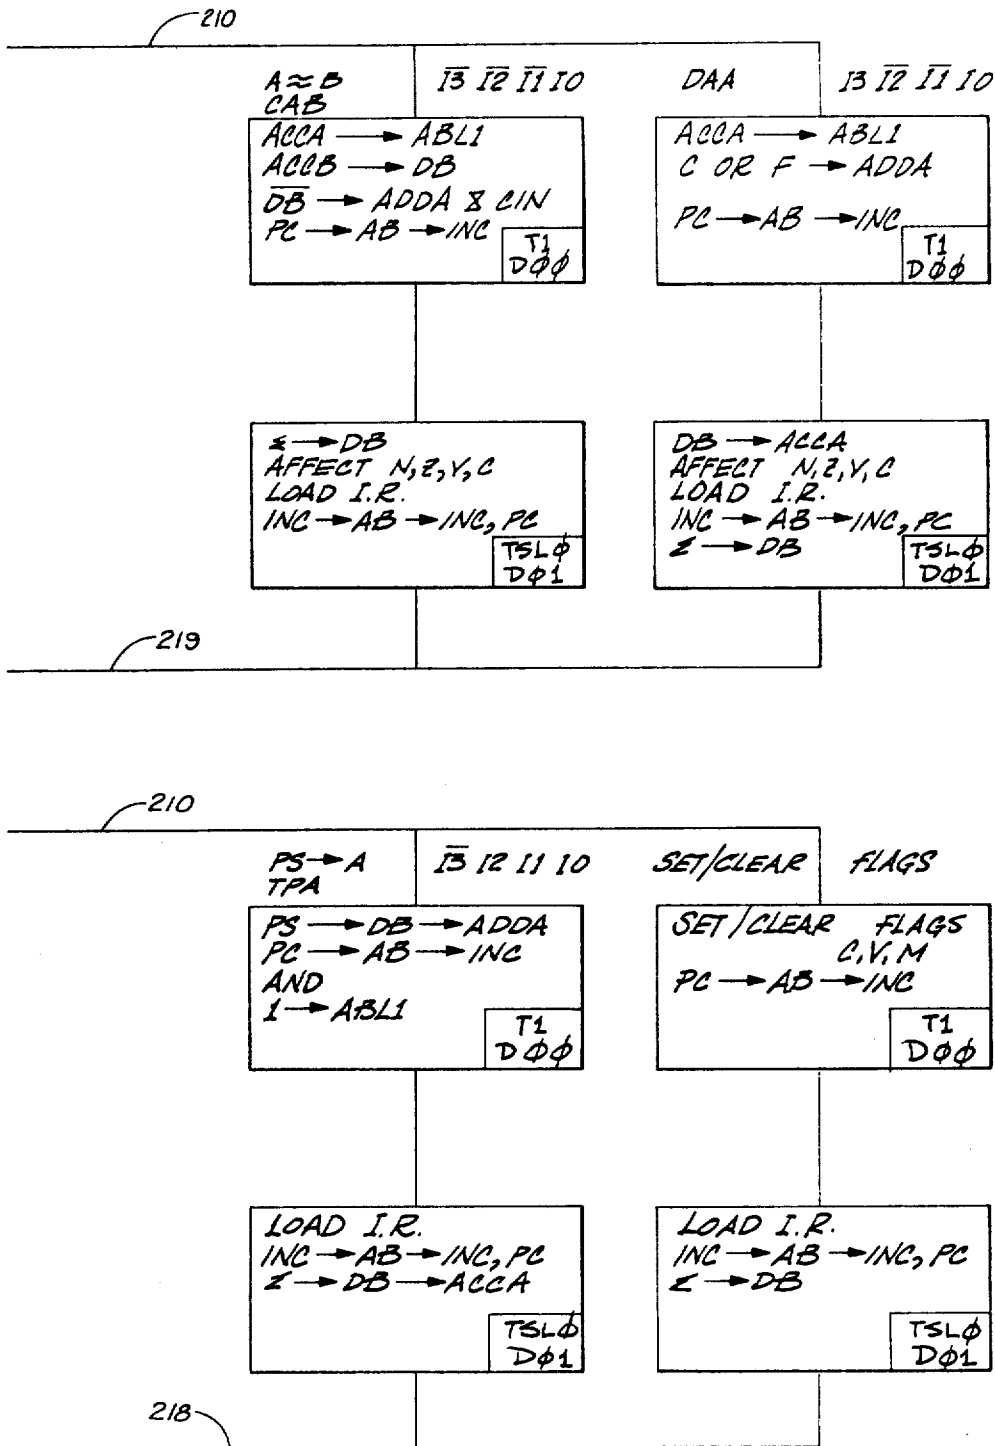 210
A≈B
CAB
I̅3̅ I̅2̅ I̅1̅ I0
ACCA → ABL1
ACCB → DB
D̅B̅ → ADDA & CIN
PC → AB → INC
T1
DØØ
DAA
I3 I̅2̅ I̅1̅ I0
ACCA → ABL1
C OR F → ADDA
PC → AB → INC
T1
DØØ
Σ → DB
AFFECT N,Z,V,C
LOAD I.R.
INC → AB → INC, PC
TSLØ
DØ1
DB → ACCA
AFFECT N,Z,V,C
LOAD I.R.
INC → AB → INC, PC
Σ → DB
TSLØ
DØ1
219
210
PS → A
TPA
I̅3̅ I2 I1 I0
PS → DB → ADDA
PC → AB → INC
AND
1 → ABL1
T1
DØØ
SET/CLEAR FLAGS
SET/CLEAR FLAGS
C,V,M
PC → AB → INC
T1
DØØ
LOAD I.R.
INC → AB → INC, PC
Σ → DB → ACCA
TSLØ
DØ1
LOAD I.R.
INC → AB → INC, PC
Σ → DB
TSLØ
DØ1
218